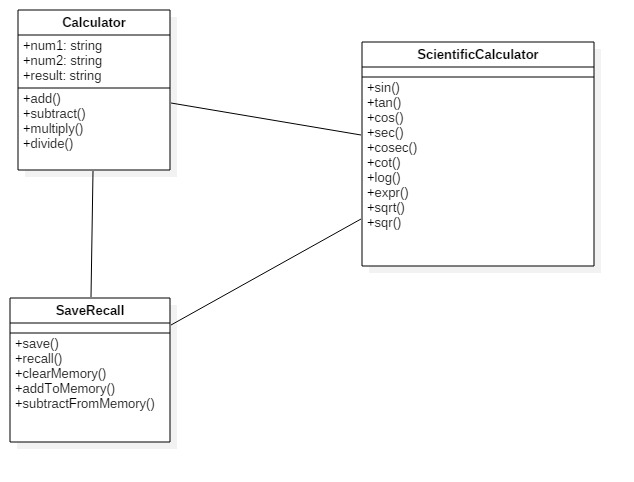 Calculator
+num1: string
+num2: string
+result: string
+add()
+subtract()
+multiply()
+divide()
ScientificCalculator
+sin()
+tan()
+cos()
+sec()
+cosec()
+cot()
+log()
+expr()
+sqrt()
+sqr()
SaveRecall
+save()
+recall()
+clearMemory()
+addToMemory()
+subtractFromMemory()